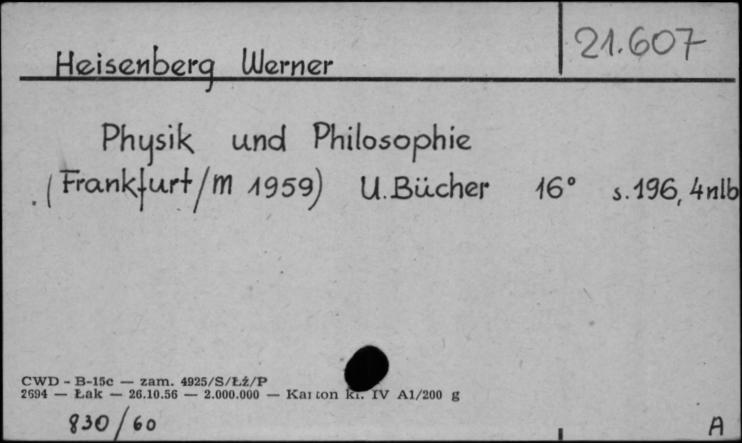 21.607
Heisenberg Werner
Physik und Philosophie
(Frankfurt/M 1959) U.Bücher 16° s.196, 4nlb
CWD - B-15c — zam. 4925/S/Łż/P
2694 — Łak — 26.10.56 — 2.000.000 — Karton kl. IV A1/200 g
830/60
A